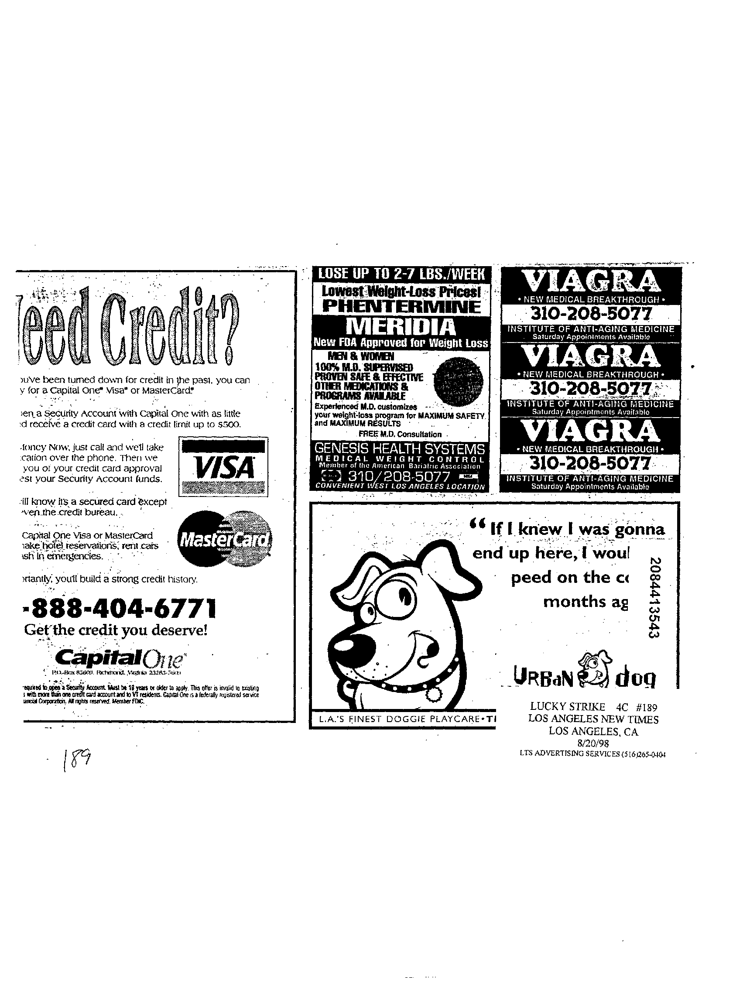 eed Credit?
ou've been turned down for credit in the past, you can
y for a Capital One® Visa® or MasterCard.®
en a Security Account with Capital One with as little
d receive a credit card with a credit limit up to $500.
Money Now, just call and we'll take
cation over the phone. Then we
you of your credit card approval
est your Security Account funds.
ill know it's a secured card except
ven the credit bureau.
Capital One Visa or MasterCard
ake hotel reservations, rent cars
sh in emergencies.
rtantly, you'll build a strong credit history.
VISA
MasterCard
-888-404-6771
Get the credit you deserve!
Capital One®
Richmond, Virginia
required to open a Security Account. Must be 18 years or older to apply. This offer is invalid to existing
s with more than one credit card account and to VT residents. Capital One is a federally registered service
ancial Corporation. All rights reserved. Member FDIC.
189
LOSE UP TO 2-7 LBS./WEEK
Lowest Weight-Loss Prices!
PHENTERMINE
MERIDIA
New FDA Approved for Weight Loss
MEN & WOMEN
100% M.D. SUPERVISED
PROVEN SAFE & EFFECTIVE
OTHER MEDICATIONS &
PROGRAMS AVAILABLE
Experienced M.D. customizes
your weight-loss program for MAXIMUM SAFETY
and MAXIMUM RESULTS
FREE M.D. Consultation
GENESIS HEALTH SYSTEMS
MEDICAL WEIGHT CONTROL
Member of the American Bariatric Association
310/208-5077
CONVENIENT WEST LOS ANGELES LOCATION
VIAGRA
• NEW MEDICAL BREAKTHROUGH •
310-208-5077
INSTITUTE OF ANTI-AGING MEDICINE
Saturday Appointments Available
VIAGRA
• NEW MEDICAL BREAKTHROUGH •
310-208-5077
INSTITUTE OF ANTI-AGING MEDICINE
Saturday Appointments Available
VIAGRA
• NEW MEDICAL BREAKTHROUGH •
310-208-5077
INSTITUTE OF ANTI-AGING MEDICINE
Saturday Appointments Available
“If I knew I was gonna
end up here, I woul
peed on the co
months ag
2084413543
URBaN dog
L.A.'S FINEST DOGGIE PLAYCARE • TI
LUCKY STRIKE 4C #189
LOS ANGELES NEW TIMES
LOS ANGELES, CA
8/20/98
LTS ADVERTISING SERVICES (516)265-0404